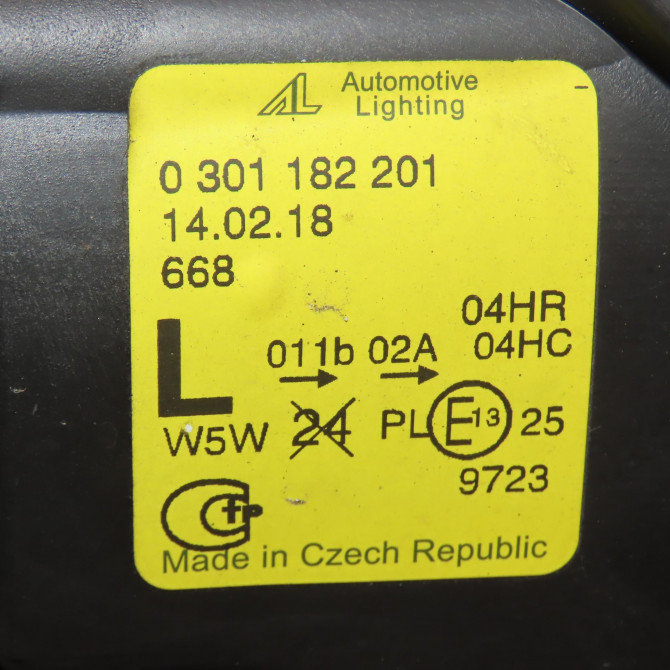 AL Automotive
Lighting
0 301 182 201
14.02.18
668
04HR
L 011b 02A 04HC
W5W 24 PL E13 25
9723
Made in Czech Republic